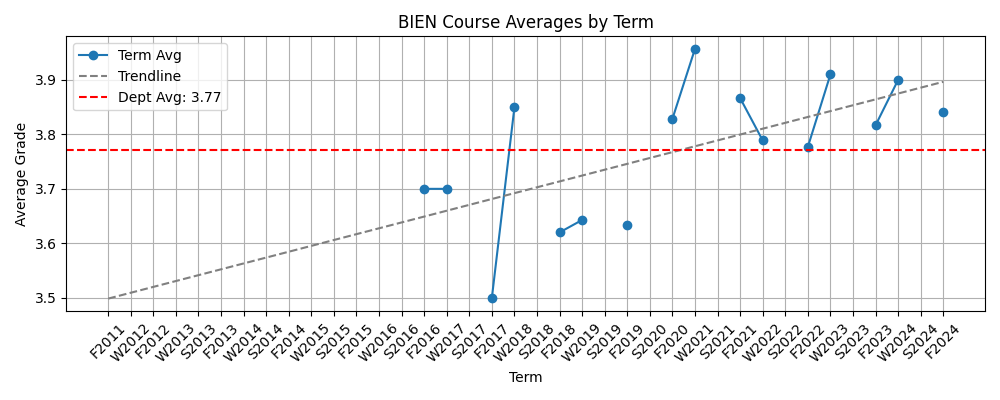 BIEN Course Averages by Term
Term Avg
Trendline
Dept Avg: 3.77
Average Grade
3.9
3.8
3.7
3.6
3.5
F2011
W2012
F2012
W2013
S2013
F2013
W2014
S2014
F2014
W2015
S2015
F2015
W2016
S2016
F2016
W2017
S2017
F2017
W2018
S2018
F2018
W2019
S2019
F2019
S2020
F2020
W2021
S2021
F2021
W2022
S2022
F2022
W2023
S2023
F2023
W2024
S2024
F2024
Term